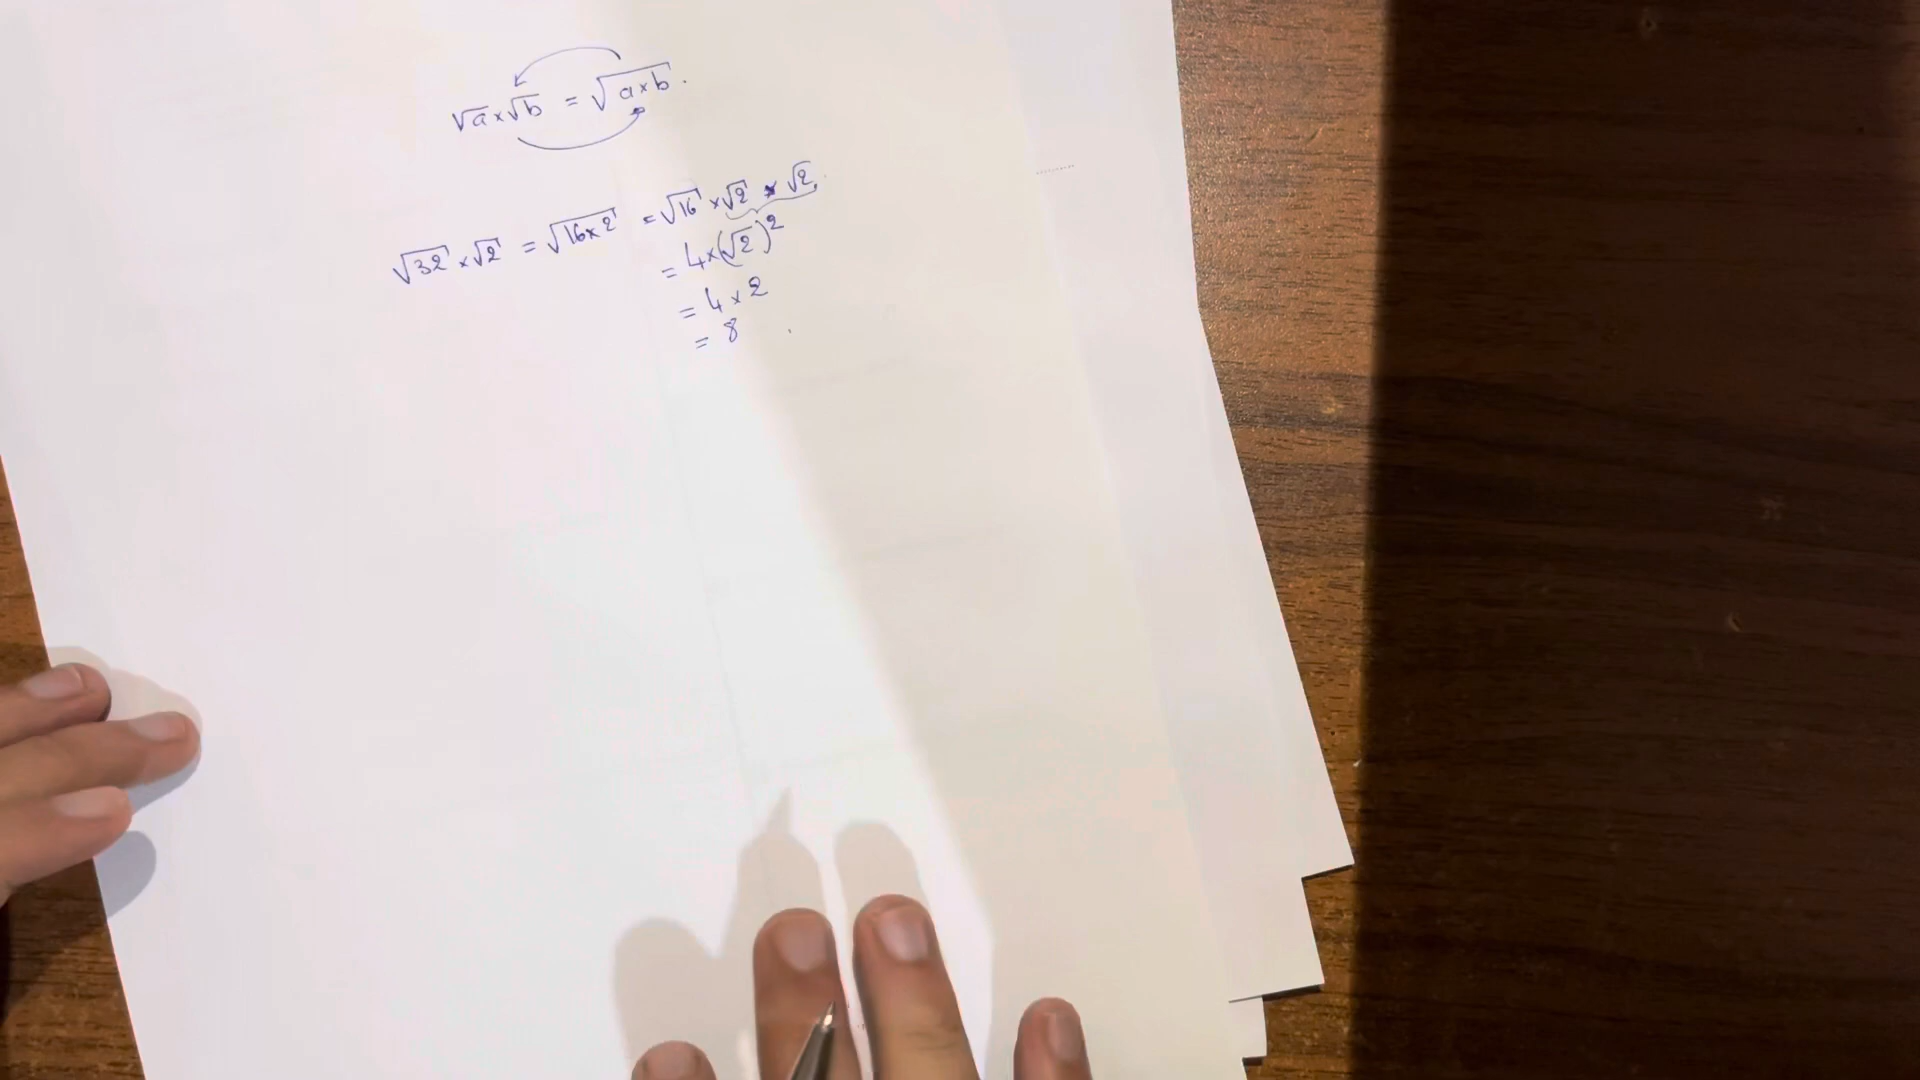 √a × √b = √(a×b).
√32 × √2 = √(16×2) = √16 × √2 × √2
= 4×(√2)²
= 4 × 2
= 8